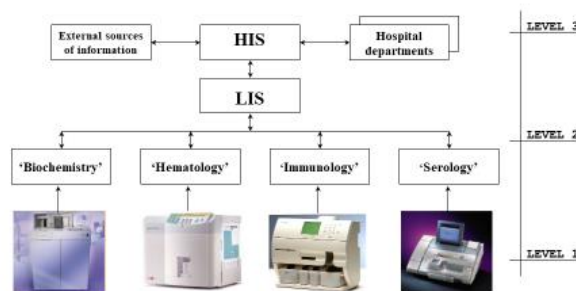 External sources
of information
HIS
Hospital
departments
LEVEL 3
LIS
LEVEL 2
‘Biochemistry’
‘Hematology’
‘Immunology’
‘Serology’
LEVEL 1